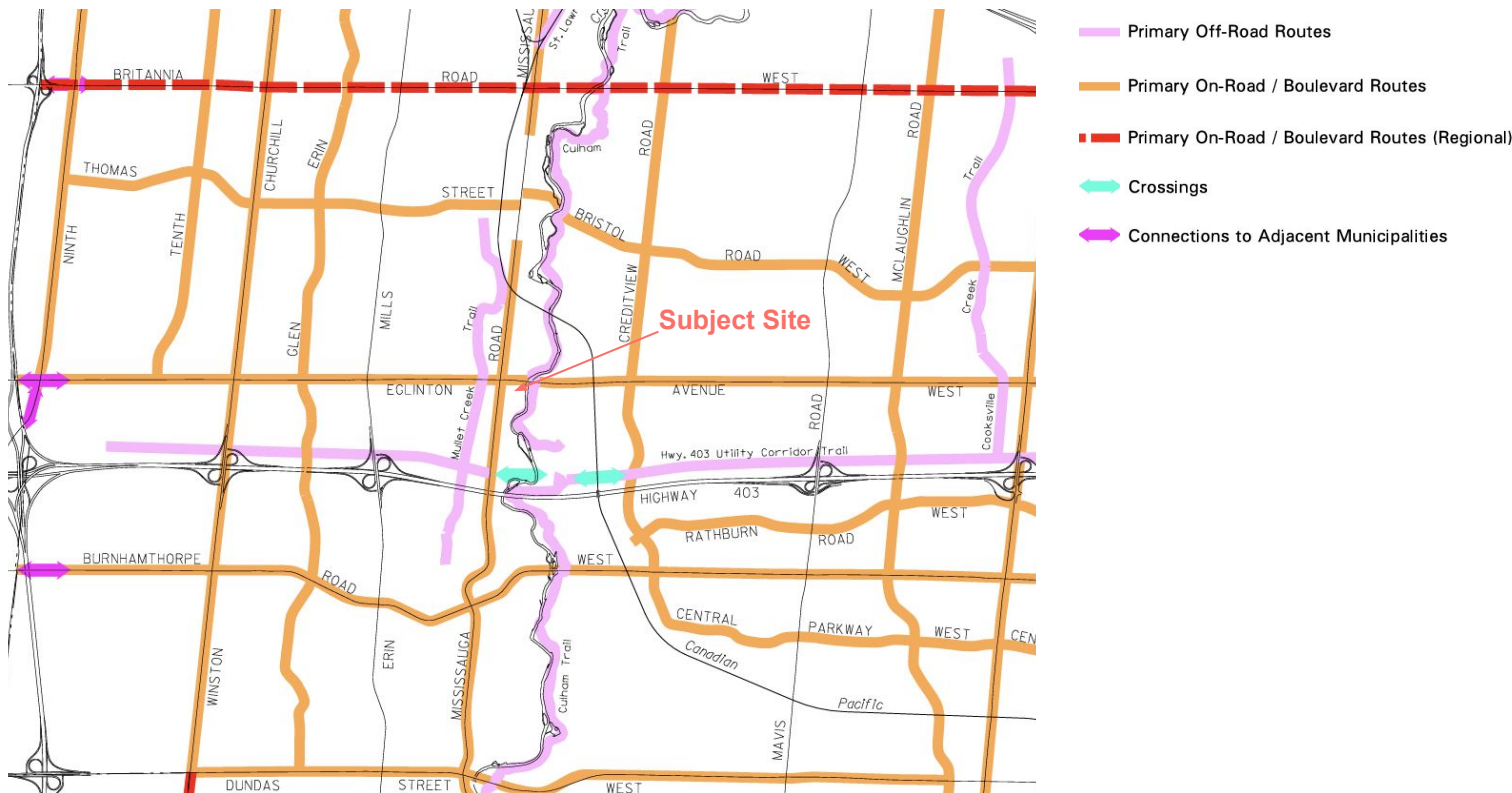 MISSISSAU
St. Lawr
Trail
BRITANNIA
ROAD
WEST
Culham
THOMAS
CHURCHILL
ERIN
ROAD
ROAD
Trail
STREET
BRISTOL
ROAD
WEST
MCLAUGHLIN
NINTH
TENTH
MILLS
GLEN
Trail
ROAD
CREDITVIEW
Creek
Subject Site
EGLINTON
AVENUE
WEST
Mullet Creek
ROAD
Cooksville
Hwy. 403 Utility Corridor Trail
HIGHWAY 403
WEST
RATHBURN
ROAD
BURNHAMTHORPE
ROAD
WEST
CENTRAL
PARKWAY
WEST
CEN
Canadian
Pacific
WINSTON
ERIN
MISSISSAUGA
Culham Trail
MAVIS
DUNDAS
STREET
WEST
Primary Off-Road Routes
Primary On-Road / Boulevard Routes
Primary On-Road / Boulevard Routes (Regional)
Crossings
Connections to Adjacent Municipalities